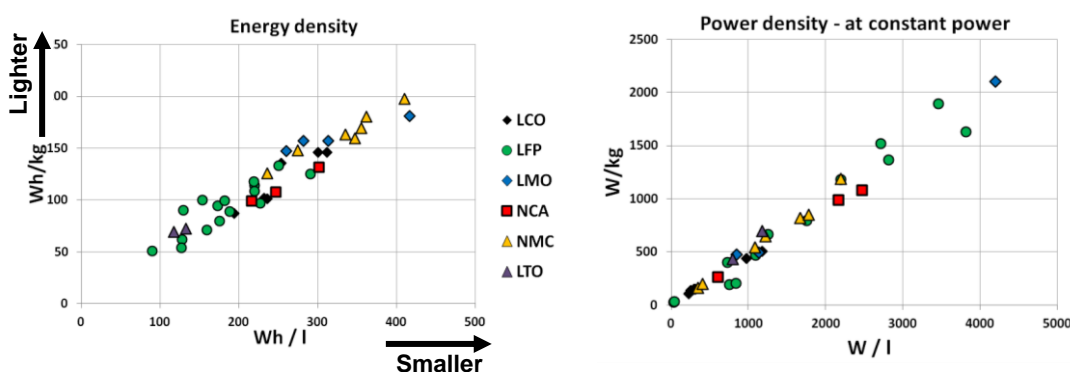 Energy density
Lighter
Wh/kg
50
00
150
100
50
0
0 100 200 300 400 500
Wh / l
Smaller
LCO
LFP
LMO
NCA
NMC
LTO
Power density - at constant power
W/kg
2500
2000
1500
1000
500
0
0 1000 2000 3000 4000 5000
W / l